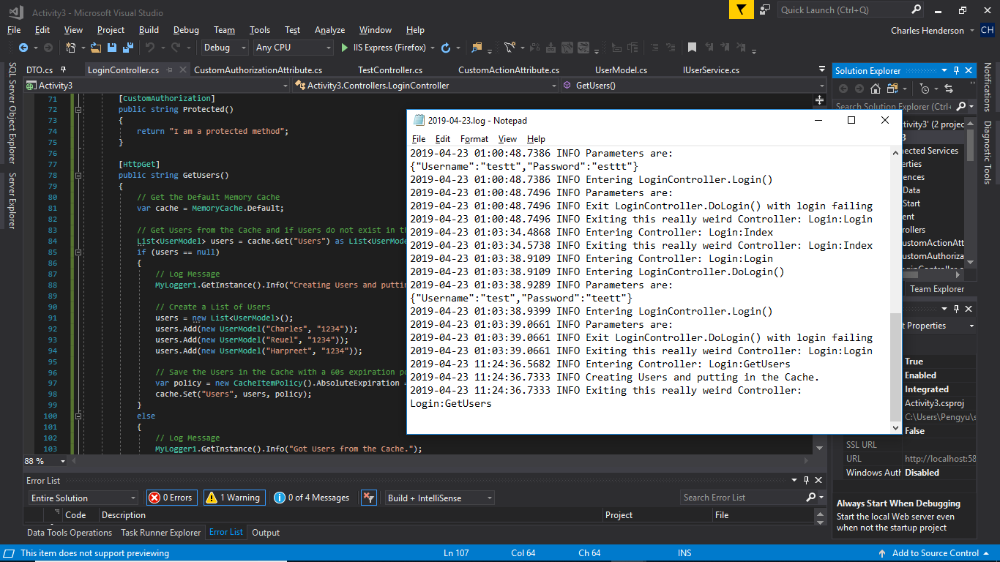 Activity3 - Microsoft Visual Studio
Quick Launch (Ctrl+Q)
File Edit View Project Build Debug Team Tools Test Analyze Window Help
Charles Henderson CH
Debug Any CPU IIS Express (Firefox)
SQL Server Object Explorer
Server Explorer
DTO.cs LoginController.cs CustomAuthorizationAttribute.cs TestController.cs CustomActionAttribute.cs UserModel.cs IUserService.cs
Activity3 Activity3.Controllers.LoginController GetUsers()
71 [CustomAuthorization]
72 public string Protected()
73 {
74 return "I am a protected method";
75 }
76
77 [HttpGet]
78 public string GetUsers()
79 {
80 // Get the Default Memory Cache
81 var cache = MemoryCache.Default;
82
83 // Get Users from the Cache and if Users do not exist in th
84 List<UserModel> users = cache.Get("Users") as List<UserMode
85 if (users == null)
86 {
87 // Log Message
88 MyLogger1.GetInstance().Info("Creating Users and puttin
89
90 // Create a List of Users
91 users = new List<UserModel>();
92 users.Add(new UserModel("Charles", "1234"));
93 users.Add(new UserModel("Reuel", "1234"));
94 users.Add(new UserModel("Harpreet", "1234"));
95
96 // Save the Users in the Cache with a 60s expiration po
97 var policy = new CacheItemPolicy().AbsoluteExpiration =
98 cache.Set("Users", users, policy);
99 }
100 else
101 {
102 // Log Message
103 MyLogger1.GetInstance().Info("Got Users from the Cache.");
88 %
2019-04-23.log - Notepad
File Edit Format View Help
2019-04-23 01:00:48.7386 INFO Parameters are:
{"Username":"testt","Password":"esttt"}
2019-04-23 01:00:48.7386 INFO Entering LoginController.Login()
2019-04-23 01:00:48.7496 INFO Parameters are:
2019-04-23 01:00:48.7496 INFO Exit LoginController.DoLogin() with login failing
2019-04-23 01:00:48.7496 INFO Exiting this really weird Controller: Login:Login
2019-04-23 01:03:34.4868 INFO Entering Controller: Login:Index
2019-04-23 01:03:34.5738 INFO Exiting this really weird Controller: Login:Index
2019-04-23 01:03:38.9109 INFO Entering Controller: Login:Login
2019-04-23 01:03:38.9109 INFO Entering LoginController.DoLogin()
2019-04-23 01:03:38.9289 INFO Parameters are:
{"Username":"test","Password":"teett"}
2019-04-23 01:03:38.9399 INFO Entering LoginController.Login()
2019-04-23 01:03:39.0661 INFO Parameters are:
2019-04-23 01:03:39.0661 INFO Exit LoginController.DoLogin() with login failing
2019-04-23 01:03:39.0661 INFO Exiting this really weird Controller: Login:Login
2019-04-23 11:24:36.5682 INFO Entering Controller: Login:GetUsers
2019-04-23 11:24:36.7333 INFO Creating Users and putting in the Cache.
2019-04-23 11:24:36.7333 INFO Exiting this really weird Controller:
Login:GetUsers
Solution Explorer
Search Solution Explorer (Ctrl+
ctivity3' (2 projec
3
nected Services
erties
ences
Data
Start
ent
rollers
ustomActionAtt
ustomAuthoriza
Team Explorer
t Properties
True
Enabled
Integrated
Activity3.csproj
C:\Users\Pengyu\s
False
SSL URL
URL http://localhost:58
Windows Auth Disabled
Always Start When Debugging
Start the local Web server even
when not the startup project
Notifications
Diagnostic Tools
Error List
Entire Solution 0 Errors 1 Warning 0 of 4 Messages Build + IntelliSense Search Error List
Code Description Project File
Data Tools Operations Task Runner Explorer Error List Output
This item does not support previewing Ln 107 Col 64 Ch 64 INS Add to Source Control